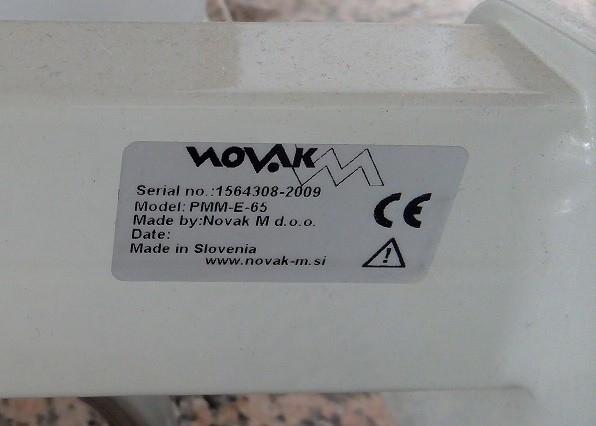 NOVAK M
Serial no.:1564308-2009
Model: PMM-E-65
Made by:Novak M d.o.o.
Date:
Made in Slovenia
www.novak-m.si
CE